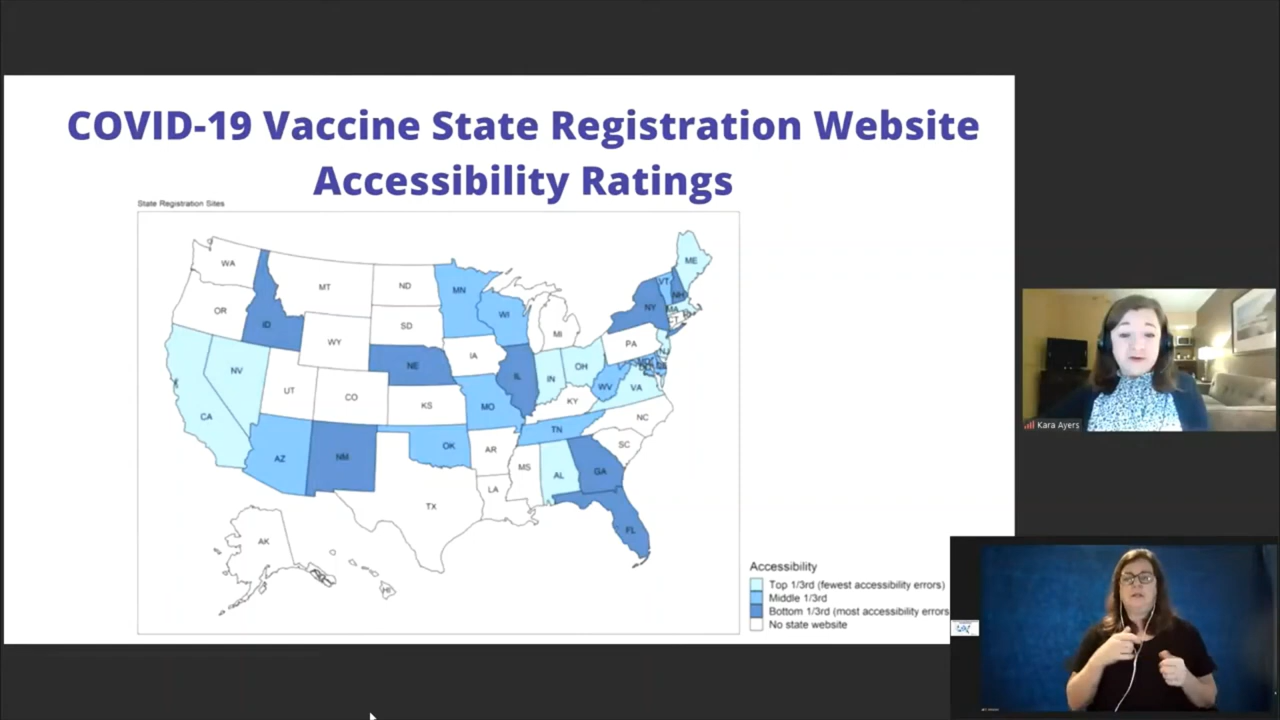 COVID-19 Vaccine State Registration Website
Accessibility Ratings
State Registration Sites
WA
MT
ND
MN
ME
VT
NH
OR
ID
SD
WI
NY
MA
CT
WY
MI
PA
NJ
NE
IA
NV
IL
IN
OH
UT
CO
KS
MO
WV
VA
KY
CA
NC
TN
AZ
NM
OK
AR
SC
MS
AL
GA
LA
TX
FL
AK
HI
Accessibility
Top 1/3rd (fewest accessibility errors)
Middle 1/3rd
Bottom 1/3rd (most accessibility errors
No state website
Kara Ayers